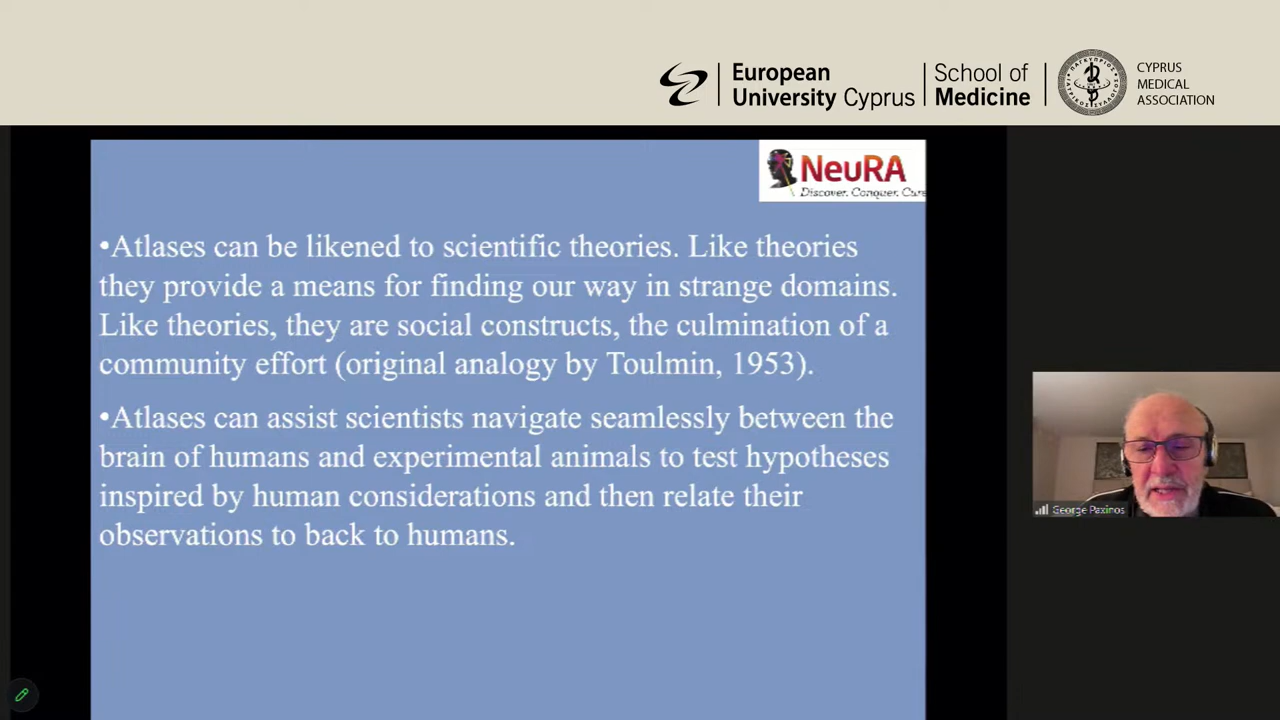 European
University Cyprus
School of
Medicine
CYPRUS
MEDICAL
ASSOCIATION
NeuRA
Discover. Conquer. Cure
•Atlases can be likened to scientific theories. Like theories
they provide a means for finding our way in strange domains.
Like theories, they are social constructs, the culmination of a
community effort (original analogy by Toulmin, 1953).
•Atlases can assist scientists navigate seamlessly between the
brain of humans and experimental animals to test hypotheses
inspired by human considerations and then relate their
observations to back to humans.
George Paxinos